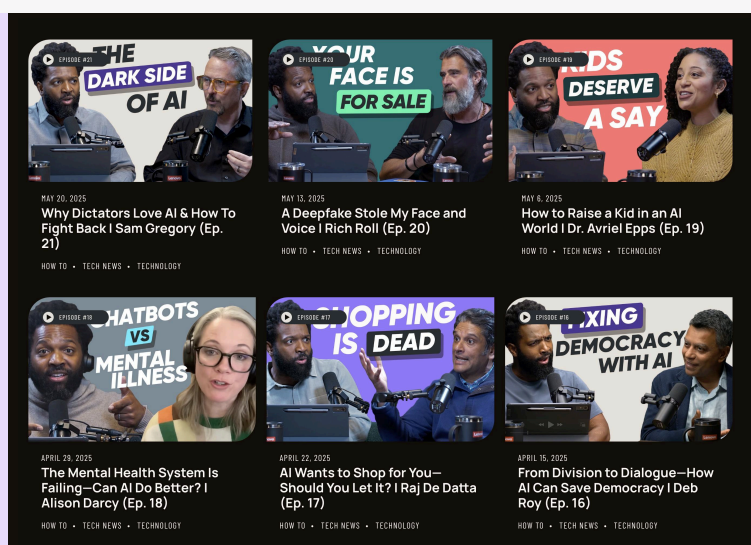 EPISODE #21
THE
DARK SIDE
OF AI
EPISODE #20
YOUR
FACE IS
FOR SALE
EPISODE #19
KIDS
DESERVE
A SAY
MAY 20, 2025
Why Dictators Love AI & How To
Fight Back | Sam Gregory (Ep.
21)
HOW TO • TECH NEWS • TECHNOLOGY
MAY 13, 2025
A Deepfake Stole My Face and
Voice | Rich Roll (Ep. 20)
HOW TO • TECH NEWS • TECHNOLOGY
MAY 6, 2025
How to Raise a Kid in an AI
World | Dr. Avriel Epps (Ep. 19)
HOW TO • TECH NEWS • TECHNOLOGY
EPISODE #18
CHATBOTS
VS
MENTAL
ILLNESS
EPISODE #17
SHOPPING
IS DEAD
EPISODE #16
FIXING
DEMOCRACY
WITH AI
APRIL 29, 2025
The Mental Health System Is
Failing—Can AI Do Better? |
Alison Darcy (Ep. 18)
HOW TO • TECH NEWS • TECHNOLOGY
APRIL 22, 2025
AI Wants to Shop for You—
Should You Let It? | Raj De Datta
(Ep. 17)
HOW TO • TECH NEWS • TECHNOLOGY
APRIL 15, 2025
From Division to Dialogue—How
AI Can Save Democracy | Deb
Roy (Ep. 16)
HOW TO • TECH NEWS • TECHNOLOGY